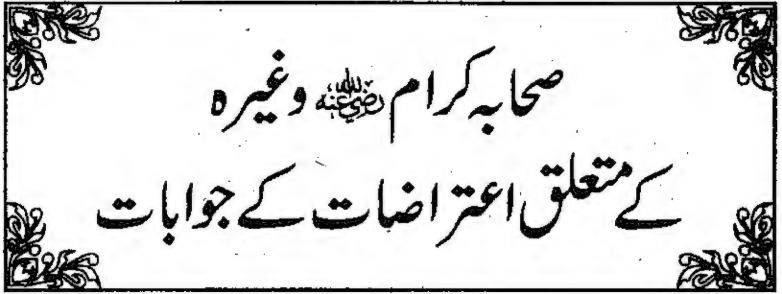 صحابہ کرام رضی اللہ عنہ وغیرہ
کے متعلق اعتراضات کے جوابات